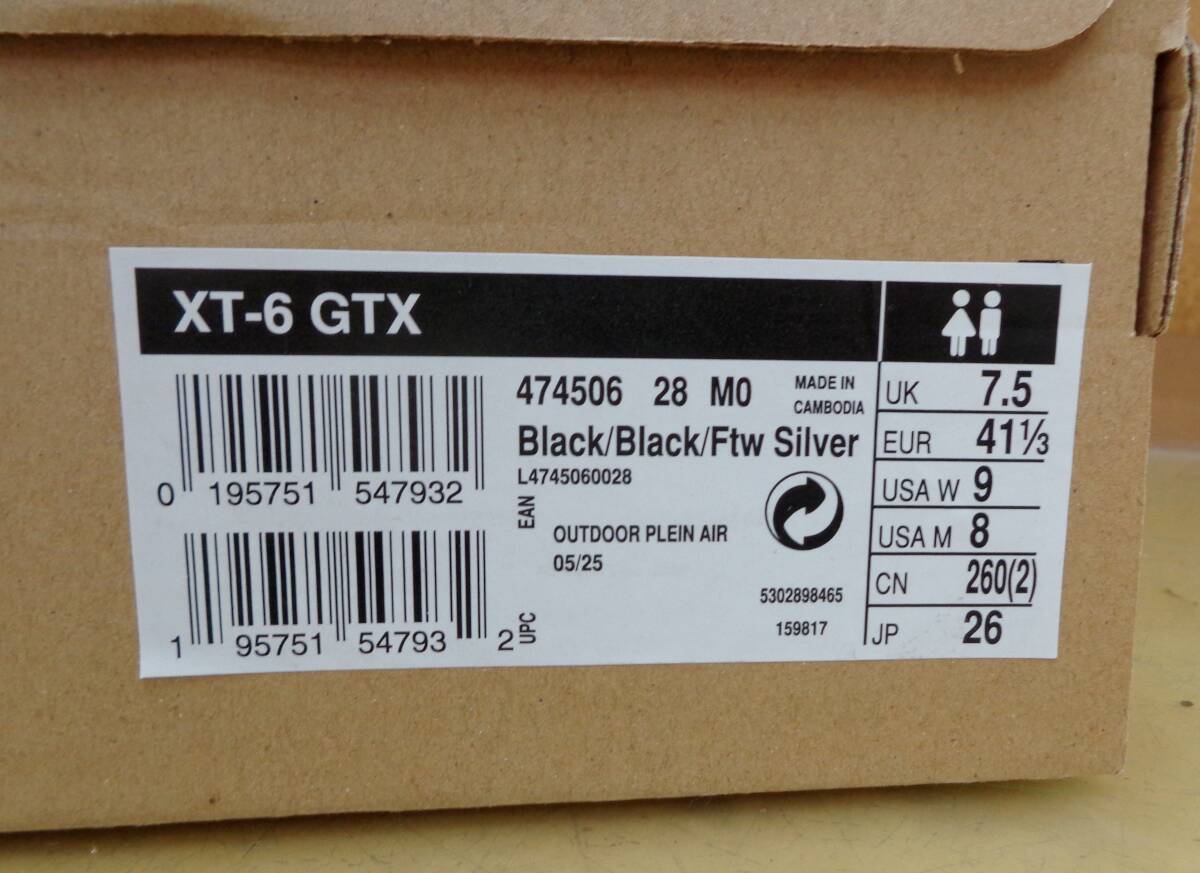 XT-6 GTX
474506 28 M0
MADE IN
CAMBODIA
Black/Black/Ftw Silver
L4745060028
EAN
0 195751 547932
OUTDOOR PLEIN AIR
05/25
5302898465
159817
UPC
1 95751 54793 2
UK 7.5
EUR 41⅓
USA W 9
USA M 8
CN 260(2)
JP 26